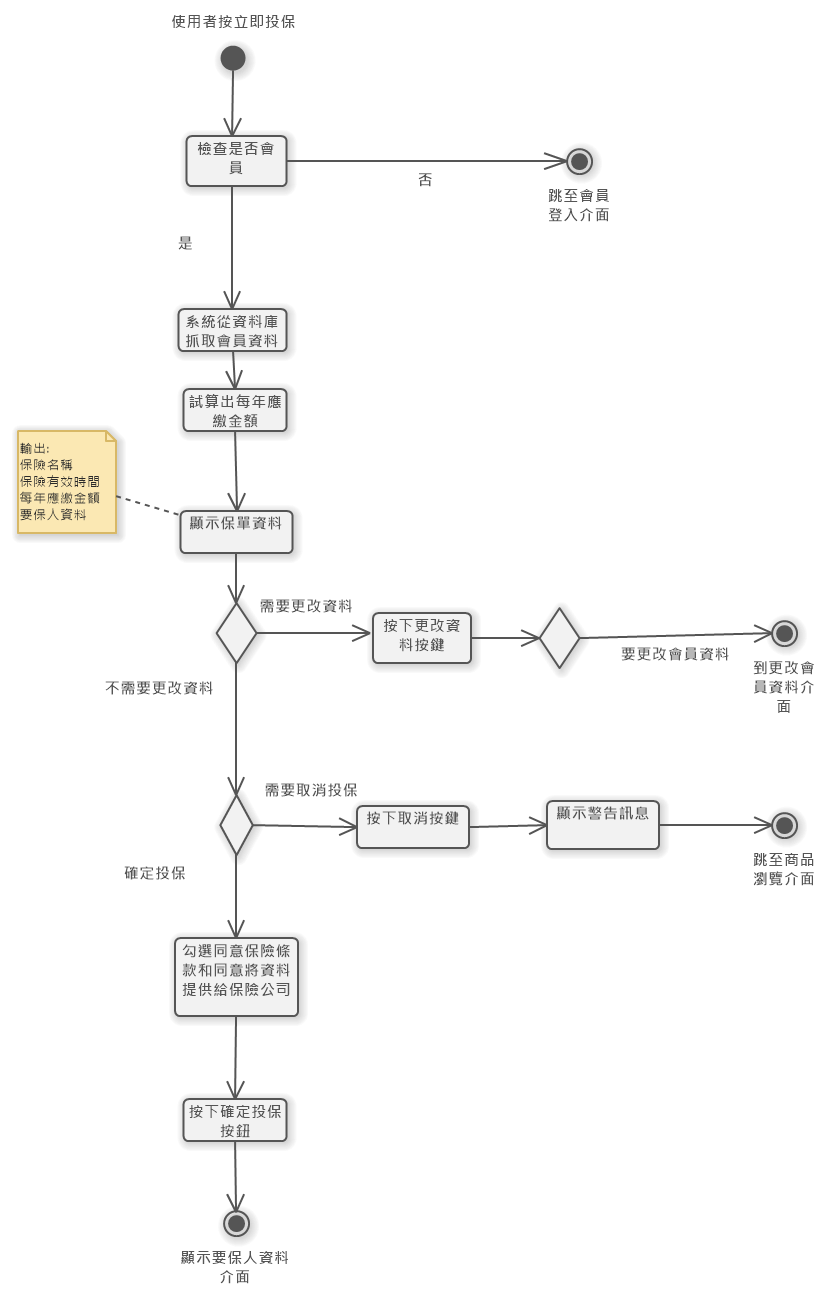 使用者按立即投保
檢查是否會
員
否
跳至會員
登入介面
是
系統從資料庫
抓取會員資料
試算出每年應
繳金額
輸出:
保險名稱
保險有效時間
每年應繳金額
要保人資料
顯示保單資料
需要更改資料
按下更改資
料按鍵
要更改會員資料
到更改會
員資料介
面
不需要更改資料
需要取消投保
按下取消按鍵
顯示警告訊息
跳至商品
瀏覽介面
確定投保
勾選同意保險條
款和同意將資料
提供給保險公司
按下確定投保
按鈕
顯示要保人資料
介面